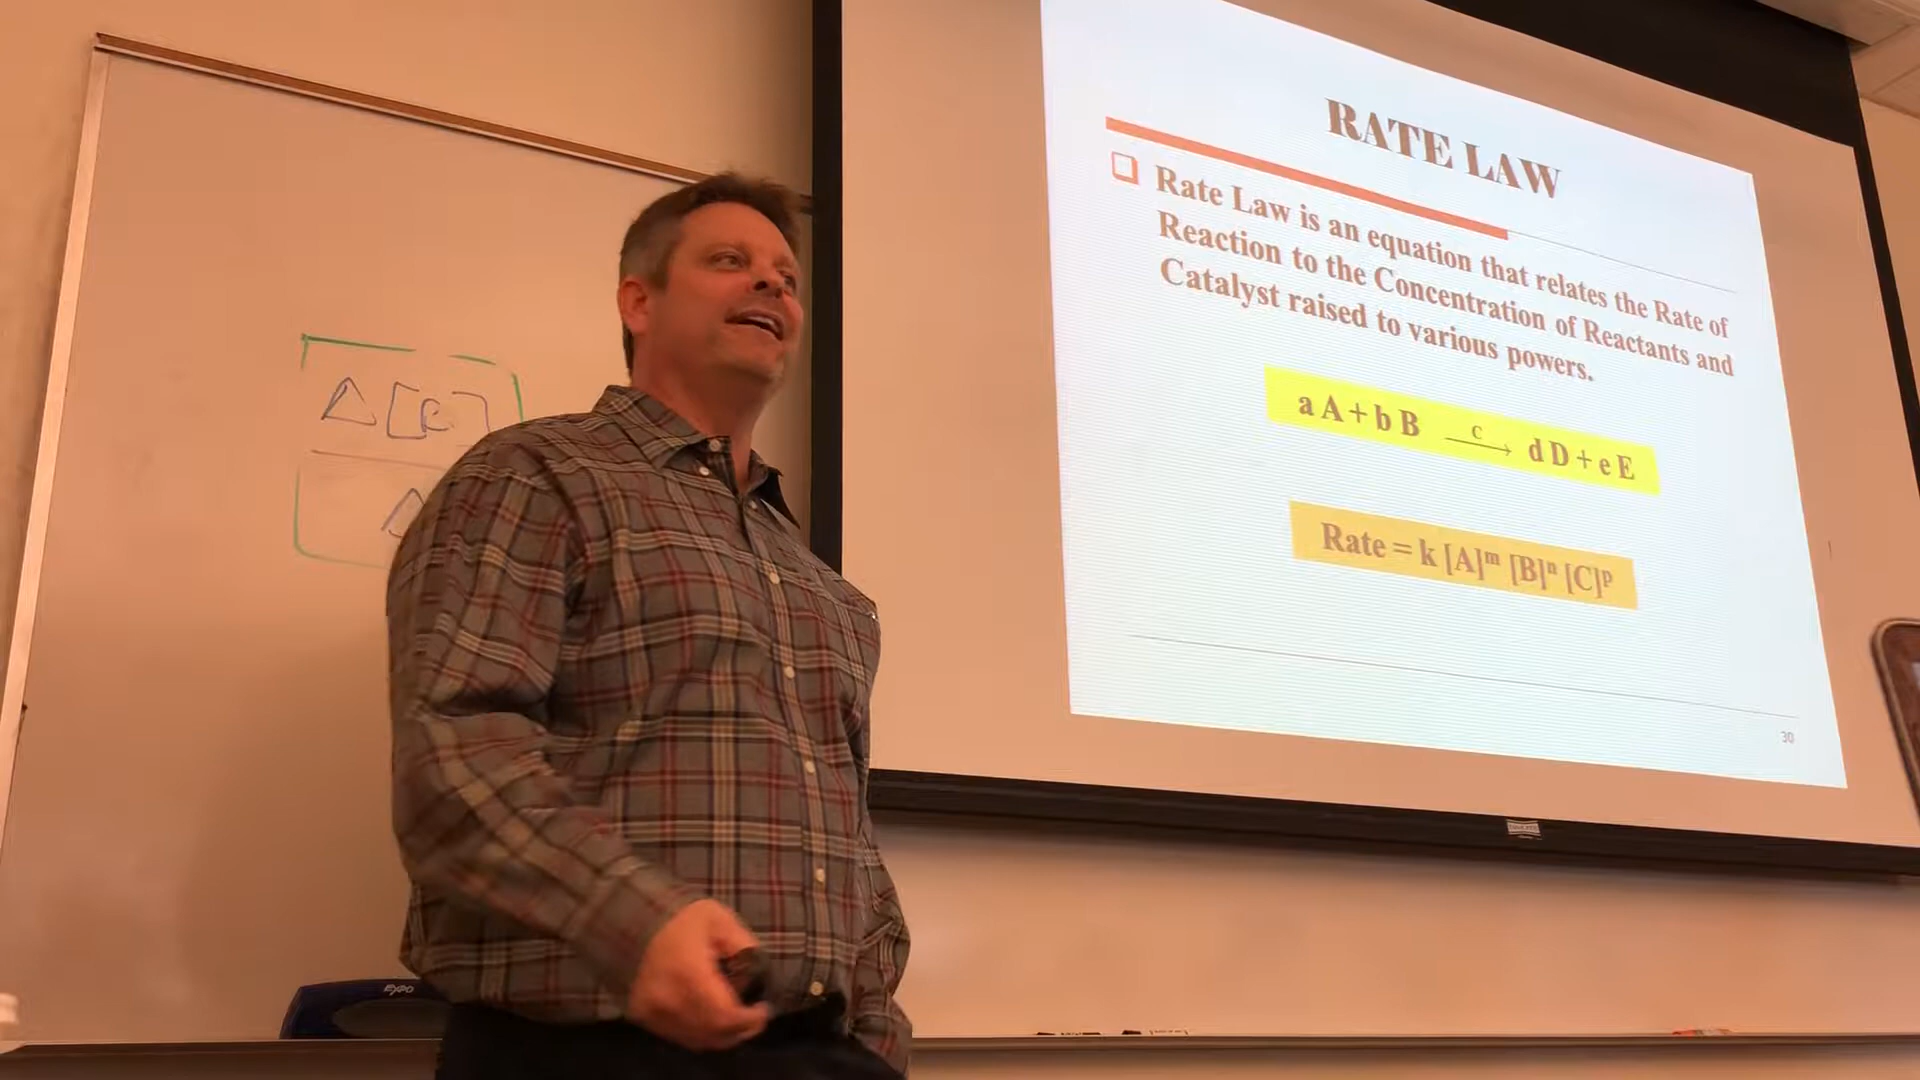 RATE LAW
Rate Law is an equation that relates the Rate of
Reaction to the Concentration of Reactants and
Catalyst raised to various powers.
a A + b B \xrightarrow{C} d D + e E
Rate = k [A]ᵐ [B]ⁿ [C]ᵖ
30
Δ [R]
Δ
EXPO